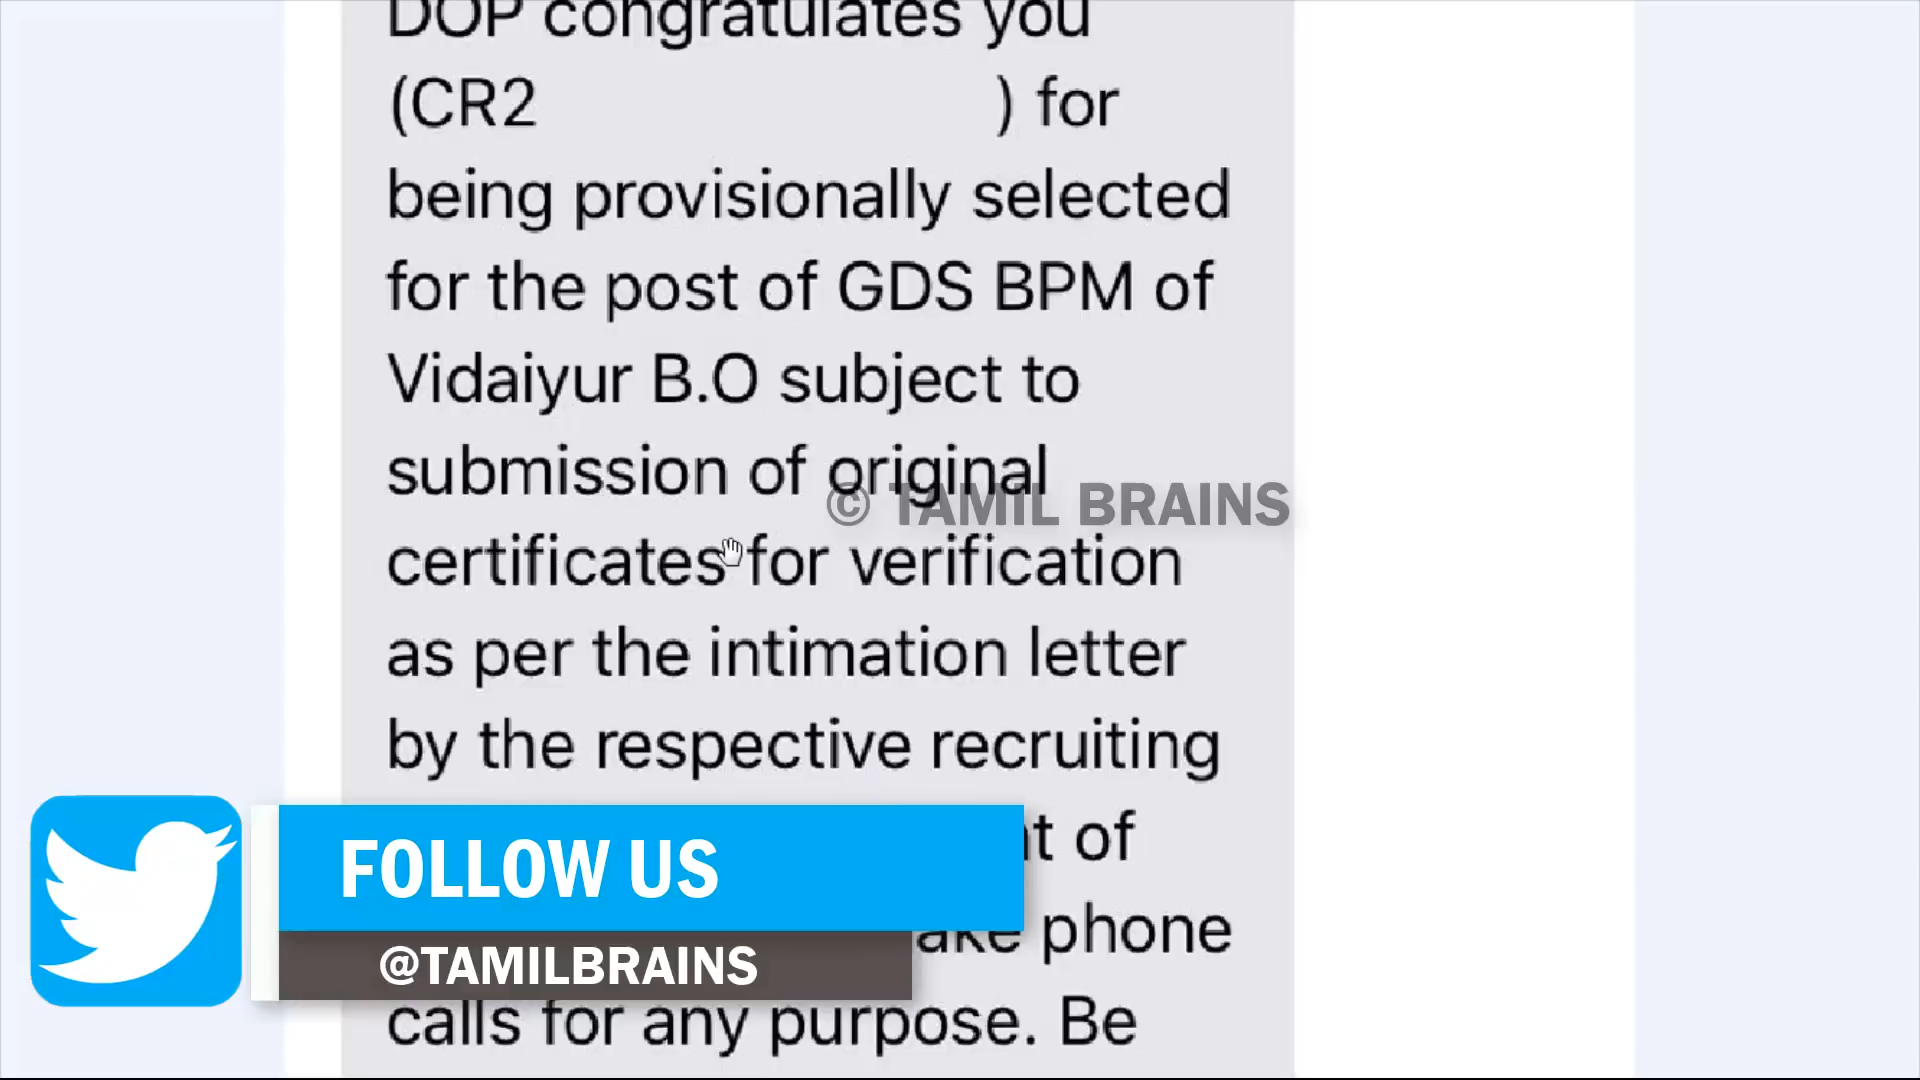 DOP congratulates you
(CR2 ) for
being provisionally selected
for the post of GDS BPM of
Vidaiyur B.O subject to
submission of original
© TAMIL BRAINS
certificates for verification
as per the intimation letter
by the respective recruiting
of
phone
calls for any purpose. Be
FOLLOW US
@TAMILBRAINS